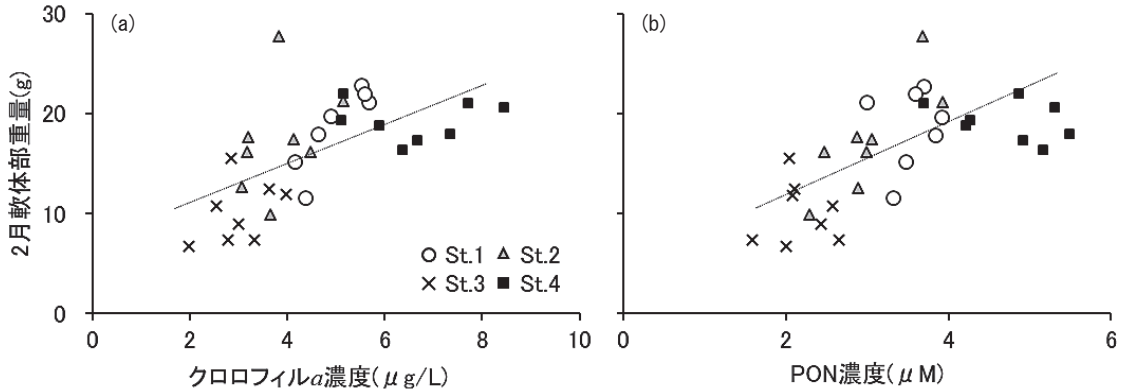 2月軟体部重量(g)
30
20
10
0
(a)
○ St.1 △ St.2
× St.3 ■ St.4
0 2 4 6 8 10
クロロフィルa濃度(μg/L)
(b)
0 2 4 6
PON濃度(μM)